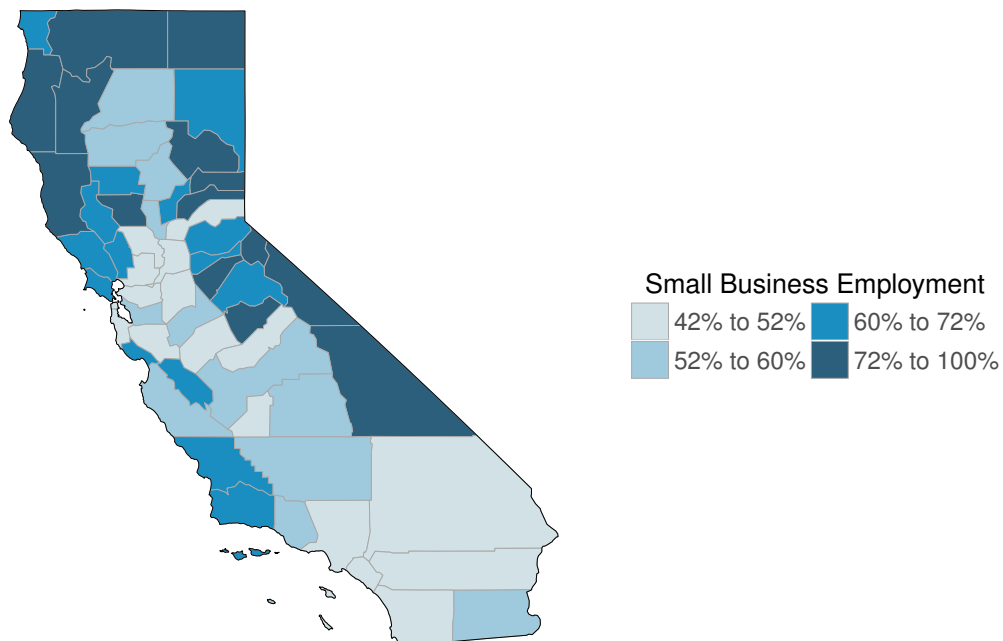 Small Business Employment
42% to 52% 60% to 72%
52% to 60% 72% to 100%